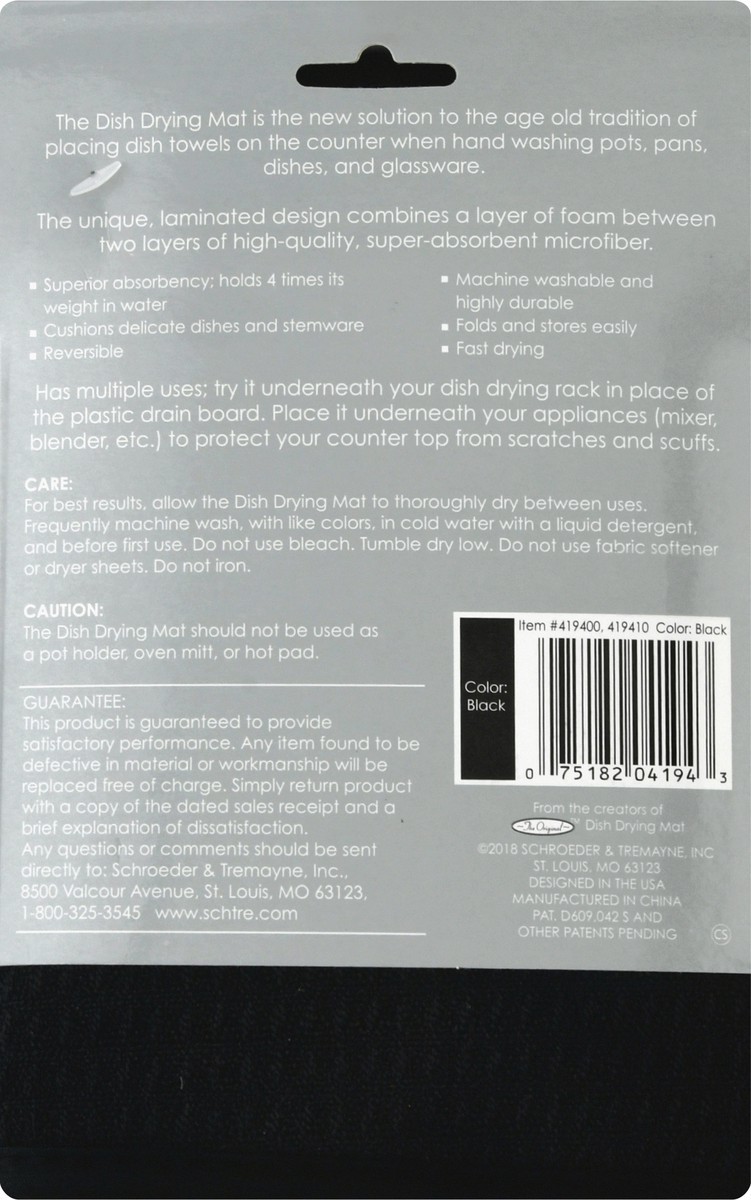 The Dish Drying Mat is the new solution to the age old tradition of
placing dish towels on the counter when hand washing pots, pans,
dishes, and glassware.
The unique, laminated design combines a layer of foam between
two layers of high-quality, super-absorbent microfiber.
▪ Superior absorbency; holds 4 times its
weight in water
▪ Cushions delicate dishes and stemware
▪ Reversible
▪ Machine washable and
highly durable
▪ Folds and stores easily
▪ Fast drying
Has multiple uses; try it underneath your dish drying rack in place of
the plastic drain board. Place it underneath your appliances (mixer,
blender, etc.) to protect your counter top from scratches and scuffs.
CARE:
For best results, allow the Dish Drying Mat to thoroughly dry between uses.
Frequently machine wash, with like colors, in cold water with a liquid detergent,
and before first use. Do not use bleach. Tumble dry low. Do not use fabric softener
or dryer sheets. Do not iron.
CAUTION:
The Dish Drying Mat should not be used as
a pot holder, oven mitt, or hot pad.
GUARANTEE:
This product is guaranteed to provide
satisfactory performance. Any item found to be
defective in material or workmanship will be
replaced free of charge. Simply return product
with a copy of the dated sales receipt and a
brief explanation of dissatisfaction.
Any questions or comments should be sent
directly to: Schroeder & Tremayne, Inc.,
8500 Valcour Avenue, St. Louis, MO 63123,
1-800-325-3545 www.schtre.com
Item #419400, 419410 Color: Black
Color:
Black
0 75182 04194 3
From the creators of
The Original™ Dish Drying Mat
©2018 SCHROEDER & TREMAYNE, INC
ST. LOUIS, MO 63123
DESIGNED IN THE USA
MANUFACTURED IN CHINA
PAT. D609,042 S AND
OTHER PATENTS PENDING
CS